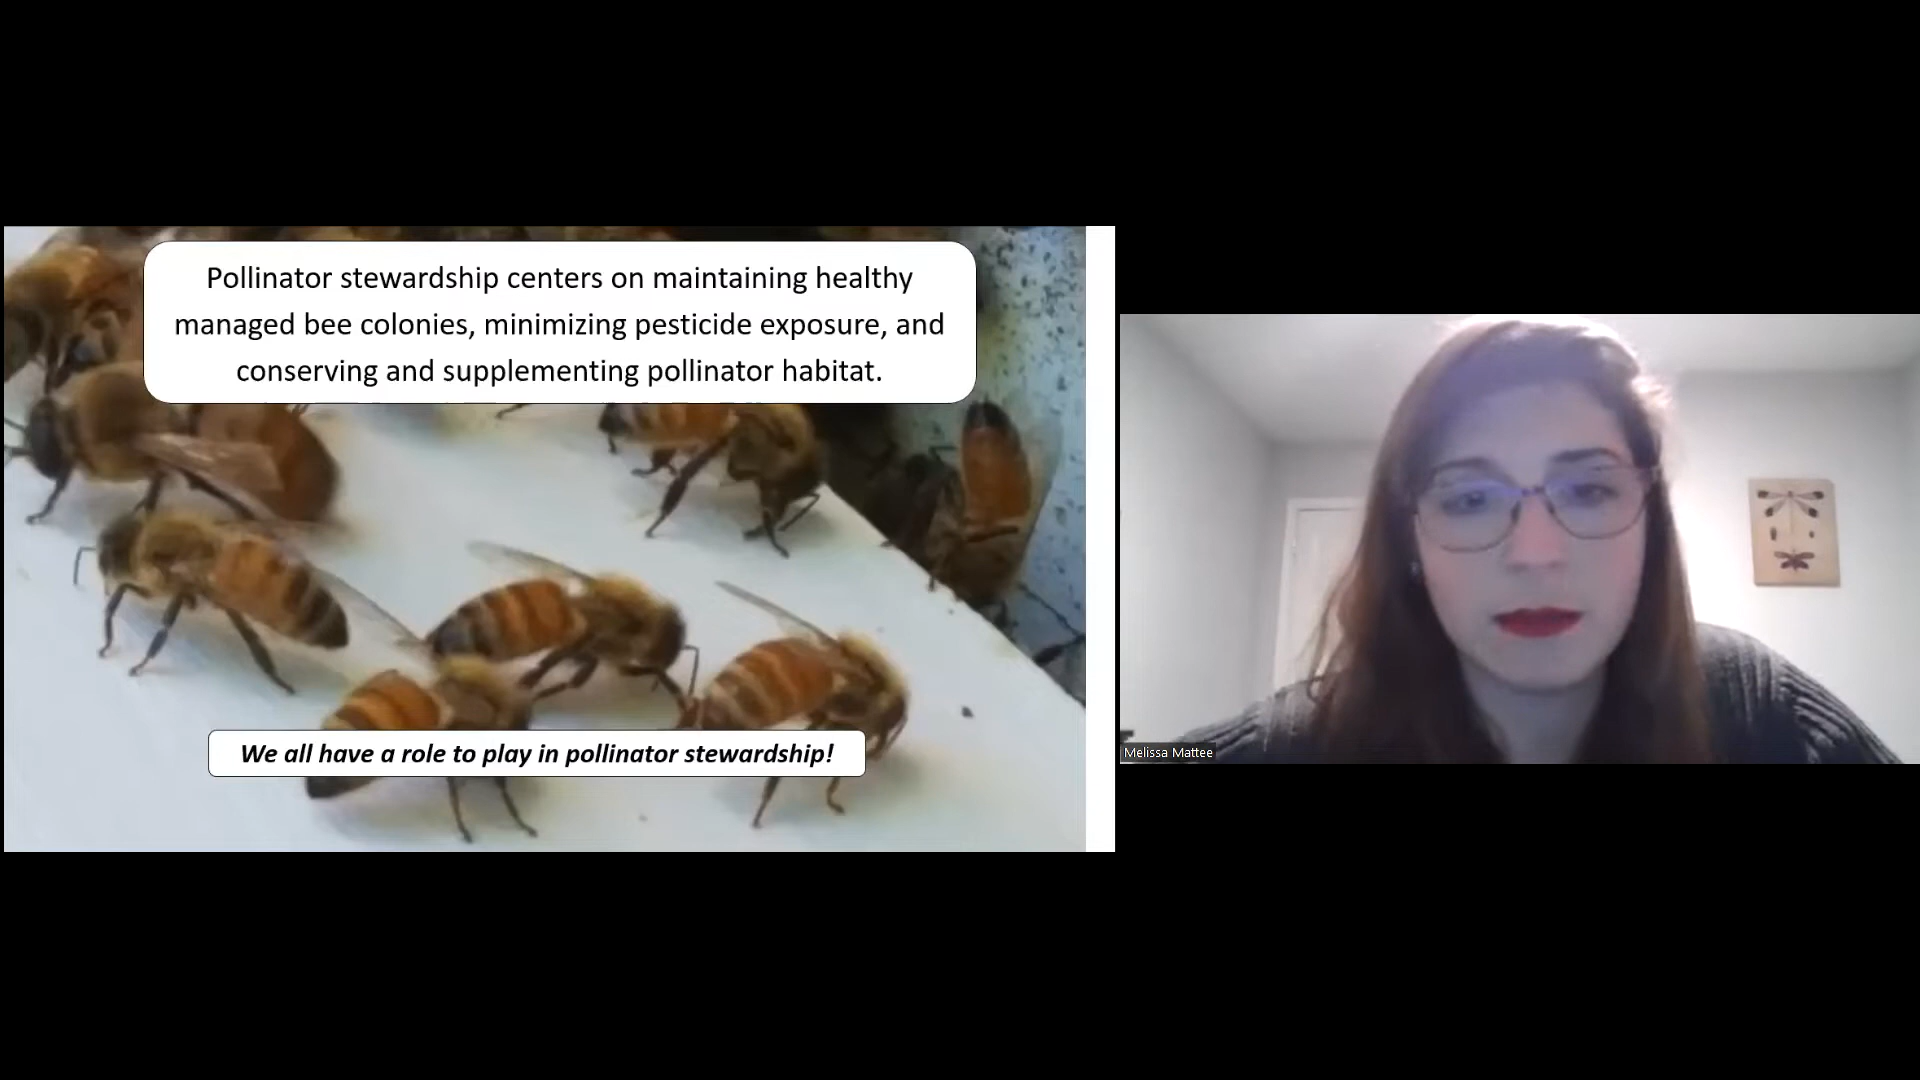 Pollinator stewardship centers on maintaining healthy
managed bee colonies, minimizing pesticide exposure, and
conserving and supplementing pollinator habitat.
We all have a role to play in pollinator stewardship!
Melissa Mattee